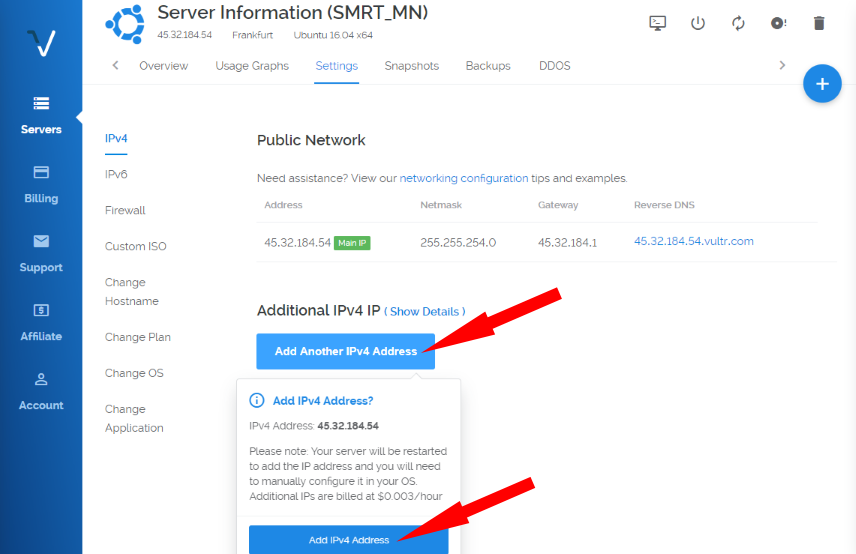 Server Information (SMRT_MN)
45.32.184.54 Frankfurt Ubuntu 16.04 x64
Overview Usage Graphs Settings Snapshots Backups DDOS
Servers
Billing
Support
Affiliate
Account
IPv4
IPv6
Firewall
Custom ISO
Change
Hostname
Change Plan
Change OS
Change
Application
Public Network
Need assistance? View our networking configuration tips and examples.
Address Netmask Gateway Reverse DNS
45.32.184.54 Main IP 255.255.254.0 45.32.184.1 45.32.184.54.vultr.com
Additional IPv4 IP ( Show Details )
Add Another IPv4 Address
Add IPv4 Address?
IPv4 Address: 45.32.184.54
Please note: Your server will be restarted
to add the IP address and you will need
to manually configure it in your OS.
Additional IPs are billed at $0.003/hour
Add IPv4 Address